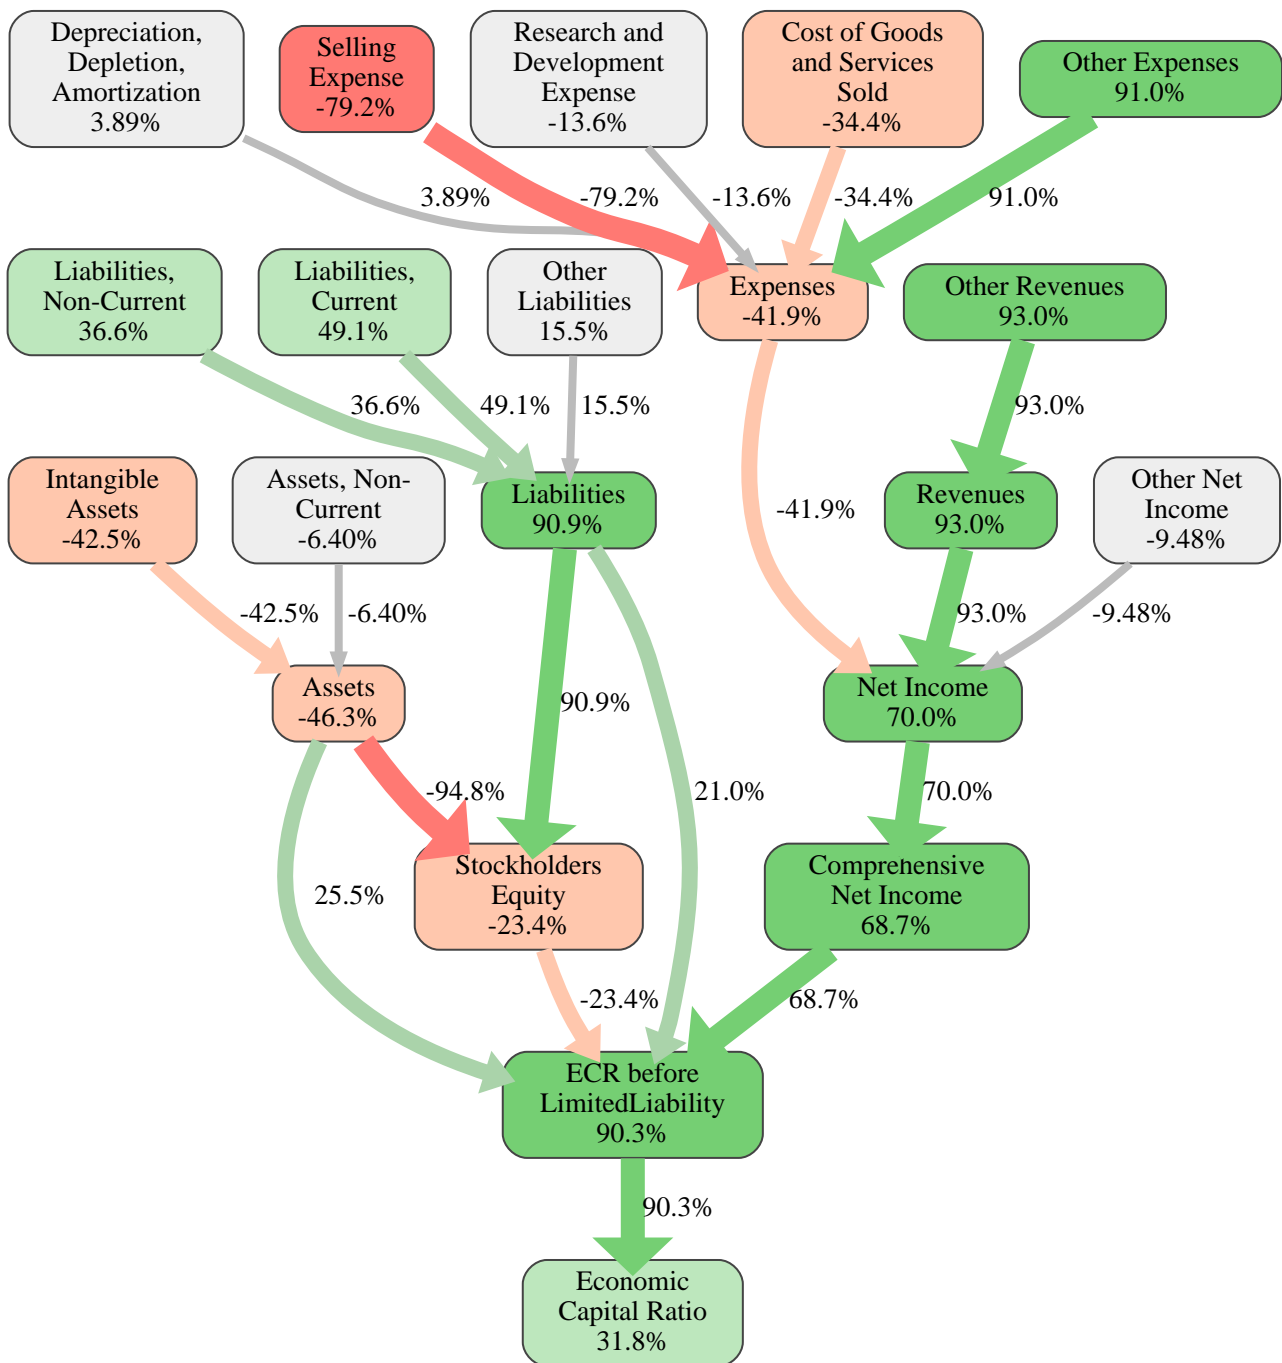 Depreciation,
Depletion,
Amortization
3.89%
Selling
Expense
-79.2%
Research and
Development
Expense
-13.6%
Cost of Goods
and Services
Sold
-34.4%
Other Expenses
91.0%
3.89%
-79.2%
-13.6%
-34.4%
91.0%
Liabilities,
Non-Current
36.6%
Liabilities,
Current
49.1%
Other
Liabilities
15.5%
Expenses
-41.9%
Other Revenues
93.0%
36.6%
49.1%
15.5%
93.0%
Intangible
Assets
-42.5%
Assets, Non-
Current
-6.40%
Liabilities
90.9%
-41.9%
Revenues
93.0%
Other Net
Income
-9.48%
-42.5%
-6.40%
93.0%
-9.48%
Assets
-46.3%
90.9%
Net Income
70.0%
-94.8%
21.0%
70.0%
25.5%
Stockholders
Equity
-23.4%
Comprehensive
Net Income
68.7%
-23.4%
68.7%
ECR before
LimitedLiability
90.3%
90.3%
Economic
Capital Ratio
31.8%